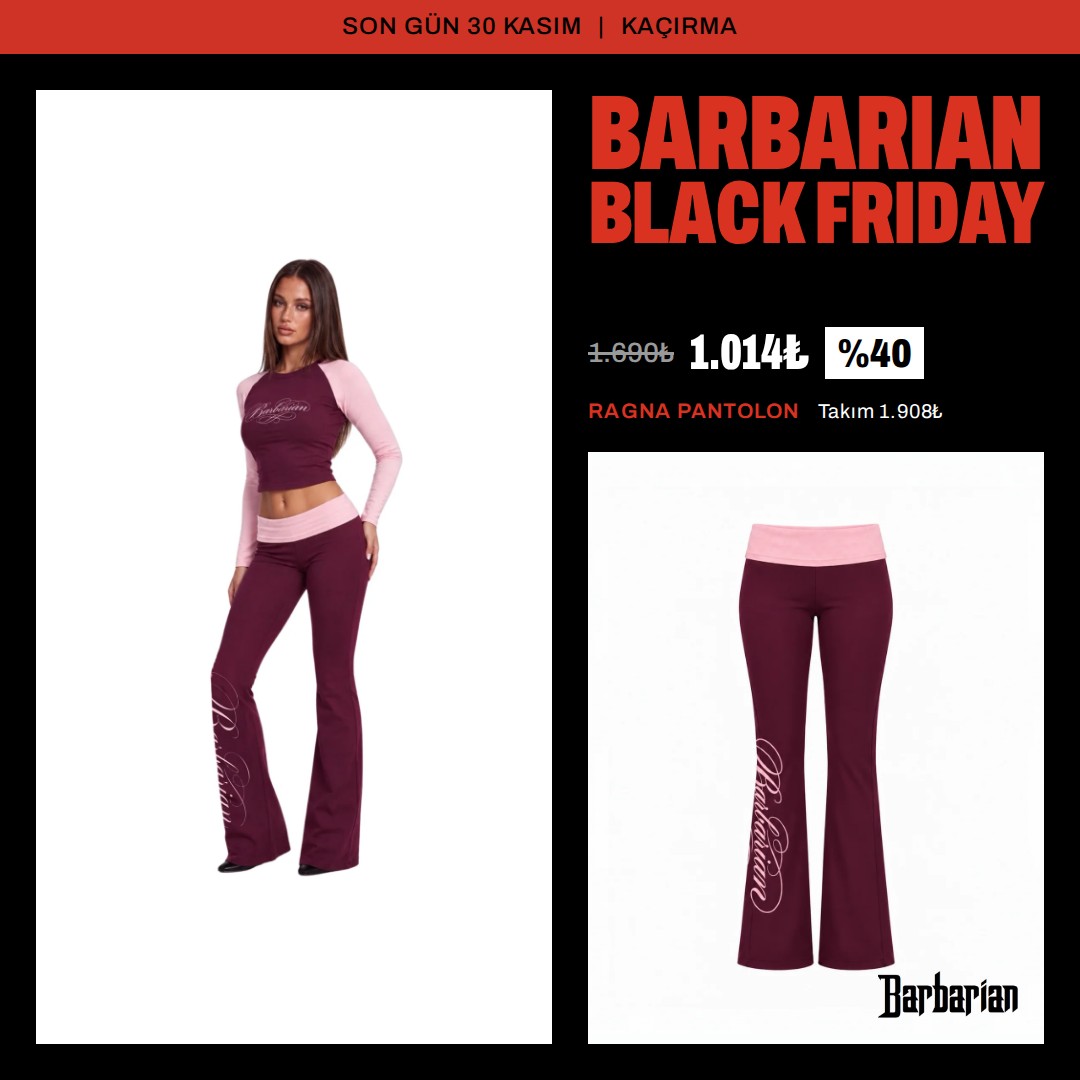 SON GÜN 30 KASIM | KAÇIRMA
BARBARIAN
BLACK FRIDAY
1.690₺ 1.014₺ %40
RAGNA PANTOLON Takım 1.908₺
Barbarian
Barbarian
Barbarian
Barbarian